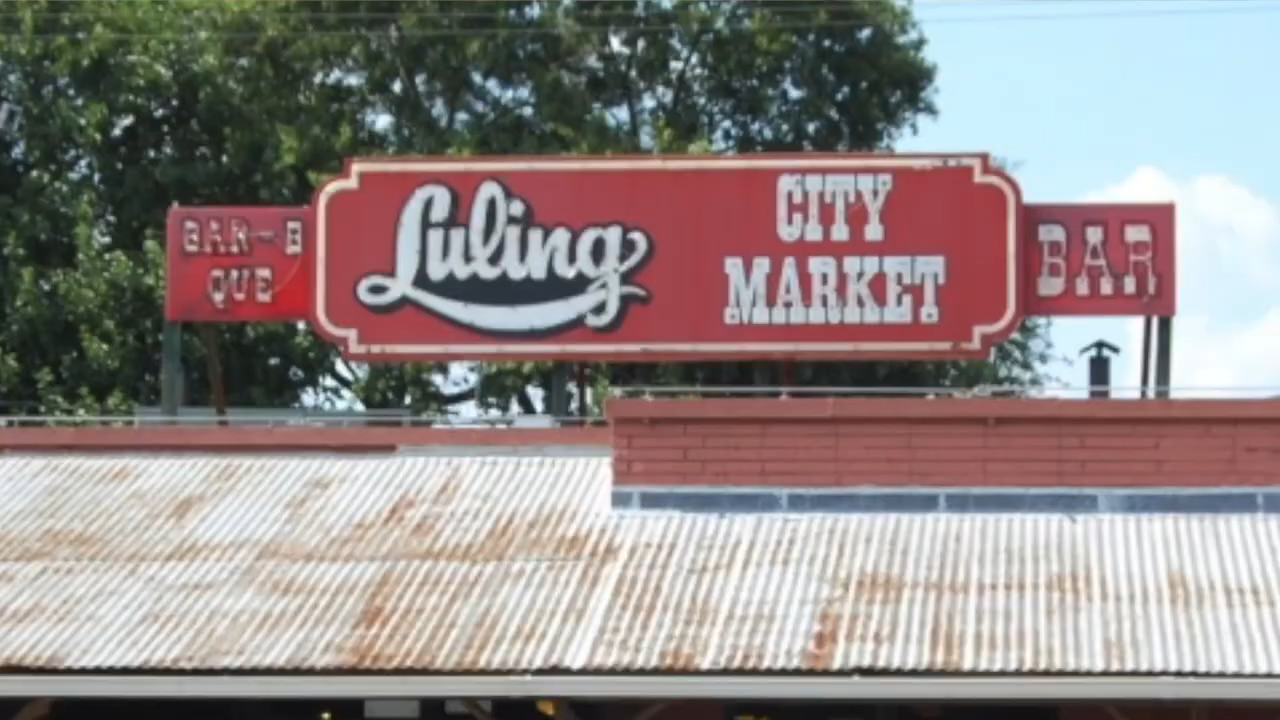 BAR-B
QUE
Luling
CITY
MARKET
BAR